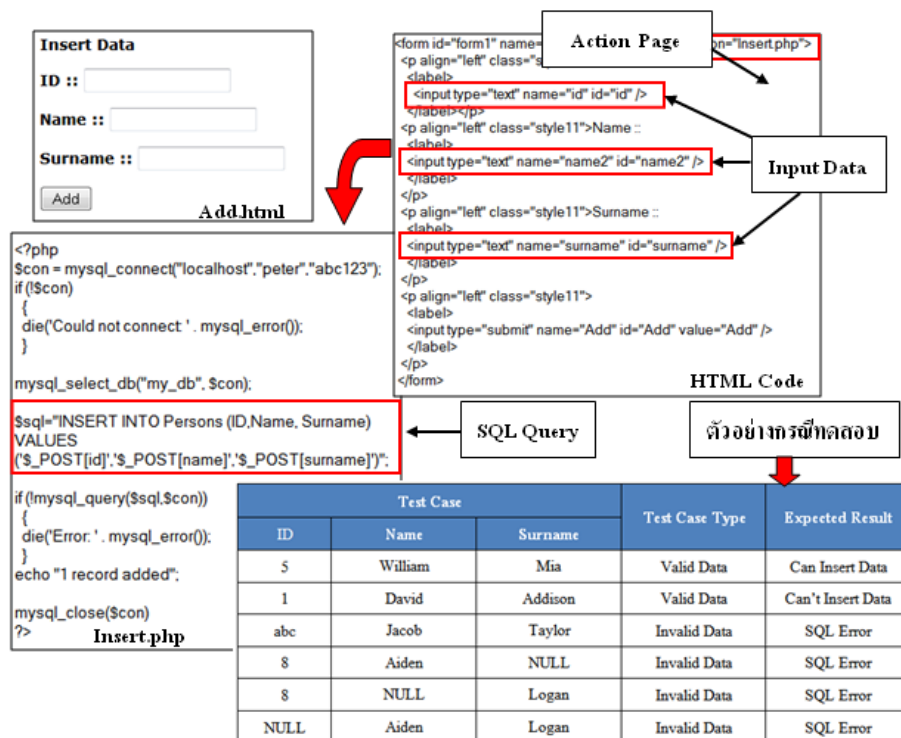 Insert Data
ID ::
Name ::
Surname ::
Add
Add.html
<form id="form1" name=
Action Page
on="Insert.php">
<p align="left" class="sty
<label>
<input type="text" name="id" id="id" />
</label></p>
<p align="left" class="style11">Name ::
<label>
<input type="text" name="name2" id="name2" />
</label>
</p>
<p align="left" class="style11">Surname ::
<label>
<input type="text" name="surname" id="surname" />
</label>
</p>
<p align="left" class="style11">
<label>
<input type="submit" name="Add" id="Add" value="Add" />
</label>
</p>
</form>
HTML Code
Input Data
<?php
$con = mysql_connect("localhost","peter","abc123");
if (!$con)
{
die('Could not connect: ' . mysql_error());
}
mysql_select_db("my_db", $con);
$sql="INSERT INTO Persons (ID,Name, Surname)
VALUES
('$_POST[id]','$_POST[name]','$_POST[surname]')";
if (!mysql_query($sql,$con))
{
die('Error: ' . mysql_error());
}
echo "1 record added";
mysql_close($con)
?>
Insert.php
SQL Query
ตัวอย่างกรณีทดสอบ
Test Case Test Case Type Expected Result
ID Name Surname
5 William Mia Valid Data Can Insert Data
1 David Addison Valid Data Can't Insert Data
abc Jacob Taylor Invalid Data SQL Error
8 Aiden NULL Invalid Data SQL Error
8 NULL Logan Invalid Data SQL Error
NULL Aiden Logan Invalid Data SQL Error